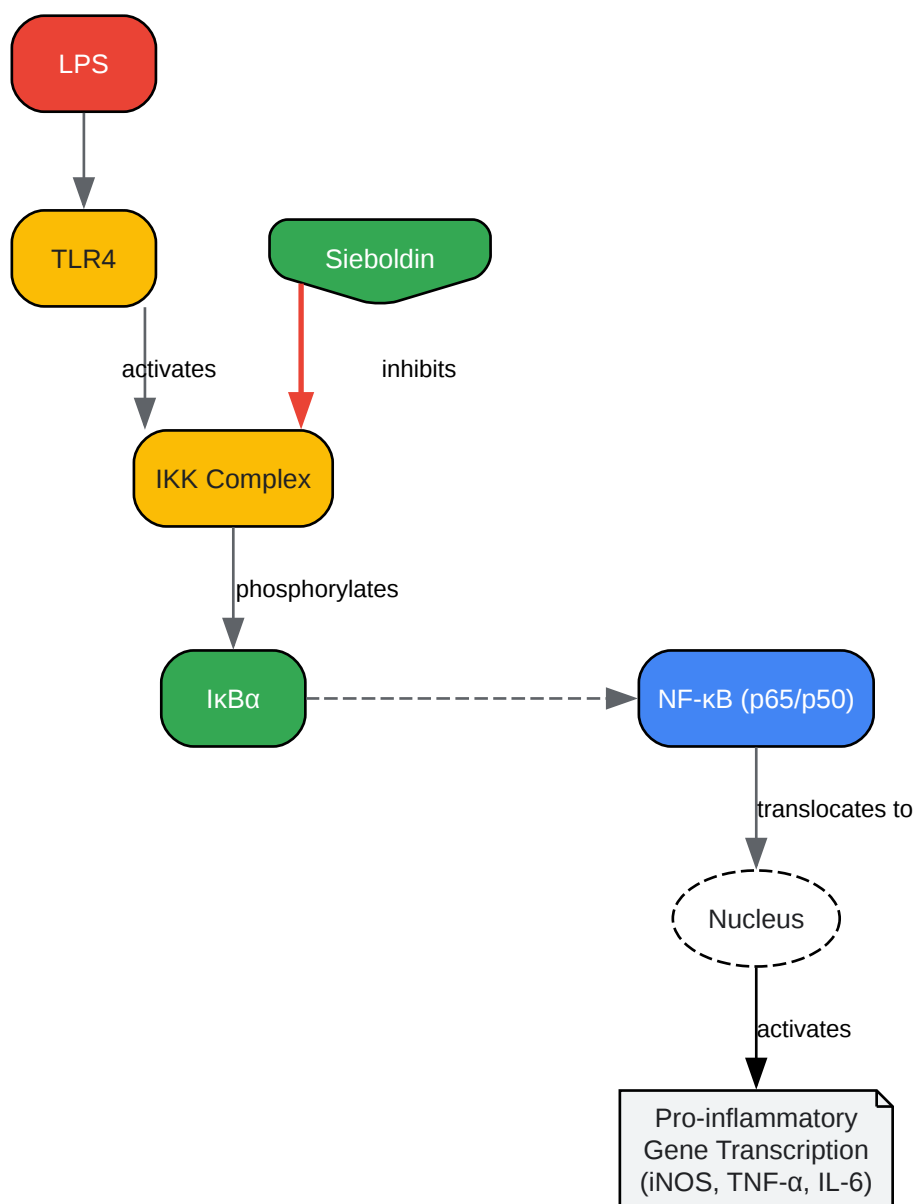 LPS
TLR4
Sieboldin
activates
inhibits
IKK Complex
phosphorylates
IκBα
NF-κB (p65/p50)
translocates to
Nucleus
activates
Pro-inflammatory
Gene Transcription
(iNOS, TNF-α, IL-6)